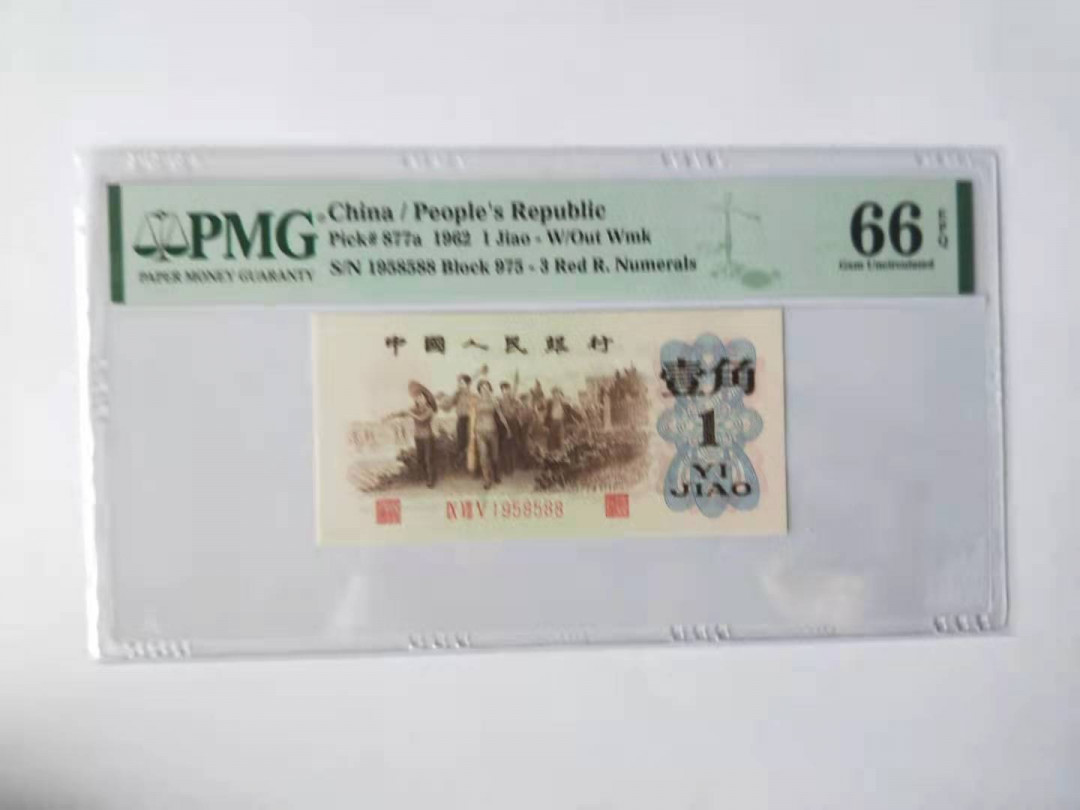 PMG
PAPER MONEY GUARANTY
China / People's Republic
Pick# 877a 1962 1 Jiao - W/Out Wmk
S/N 1958588 Block 975 - 3 Red R. Numerals
66 EPQ
Gem Uncirculated
中國人民銀行
壹角
1
YI
JIAO
IX VII V 1958588